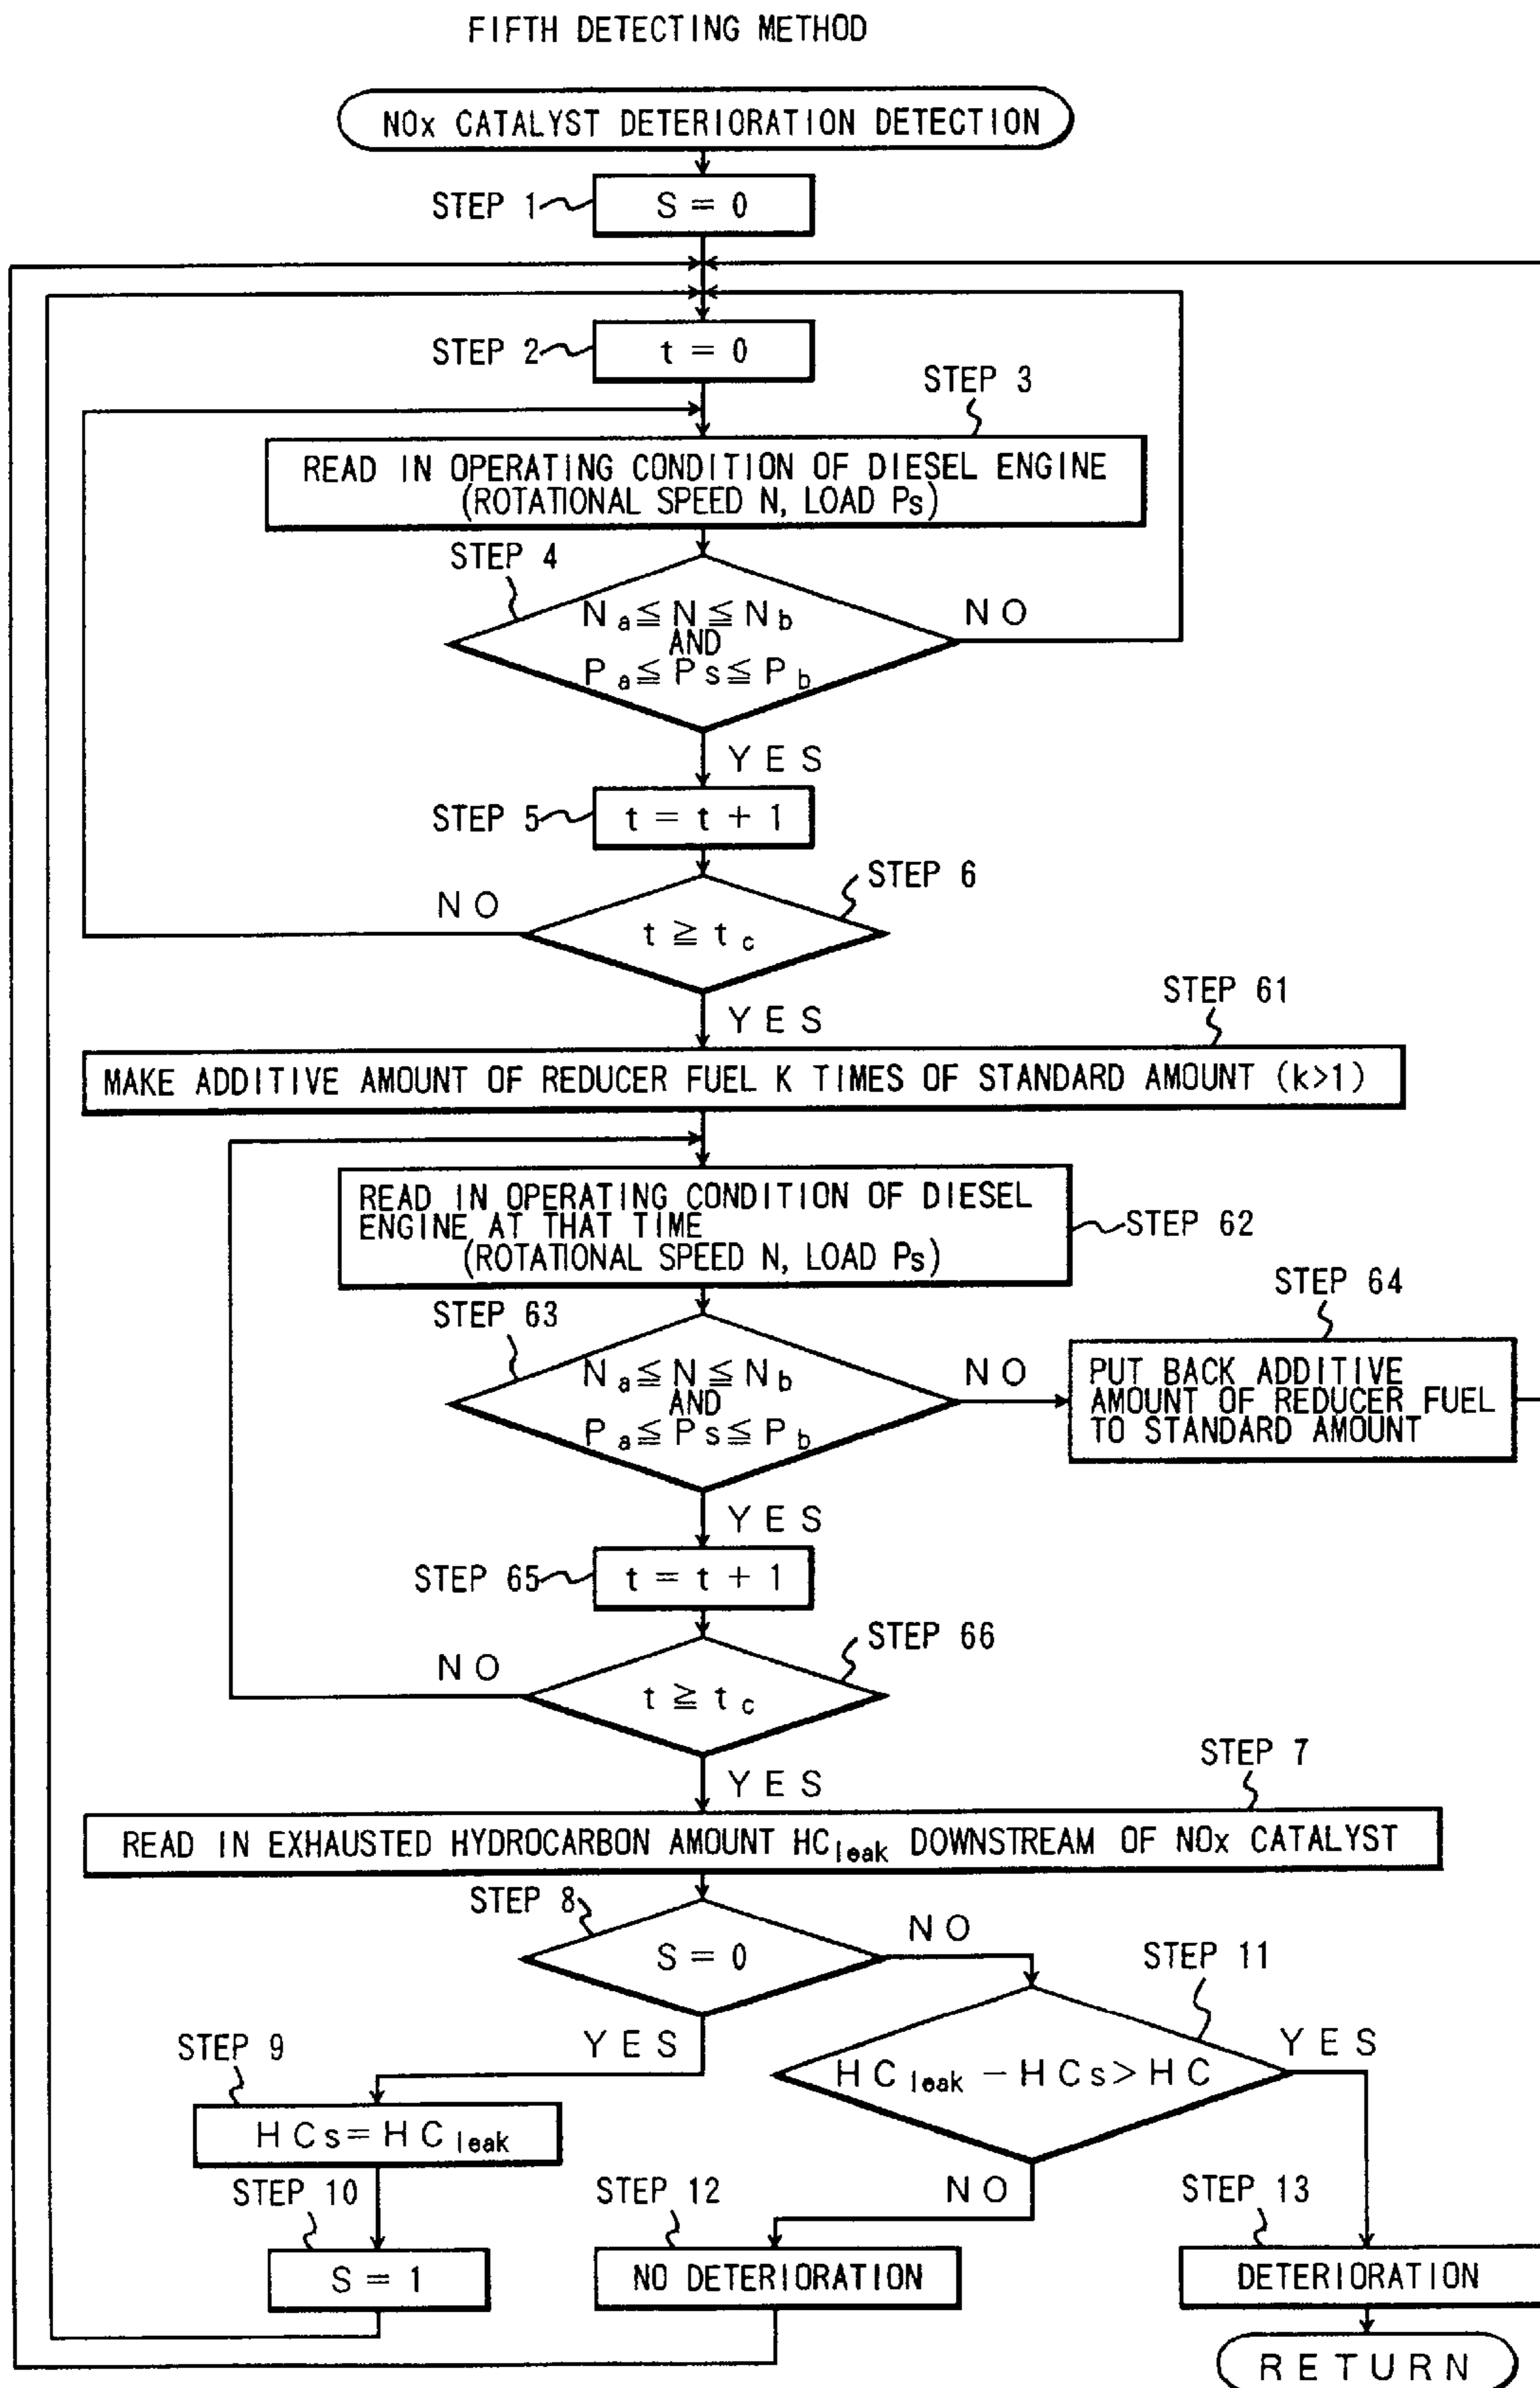 FIFTH DETECTING METHOD
NOx CATALYST DETERIORATION DETECTION
STEP 1
S = 0
STEP 2
t = 0
STEP 3
READ IN OPERATING CONDITION OF DIESEL ENGINE
(ROTATIONAL SPEED N, LOAD Ps)
STEP 4
Na ≦ N ≦ Nb
AND
Pa ≦ Ps ≦ Pb
NO
YES
STEP 5
t = t + 1
STEP 6
NO
t ≧ tc
YES
STEP 61
MAKE ADDITIVE AMOUNT OF REDUCER FUEL K TIMES OF STANDARD AMOUNT (k>1)
READ IN OPERATING CONDITION OF DIESEL
ENGINE AT THAT TIME
(ROTATIONAL SPEED N, LOAD Ps)
STEP 62
STEP 63
Na ≦ N ≦ Nb
AND
Pa ≦ Ps ≦ Pb
NO
STEP 64
PUT BACK ADDITIVE
AMOUNT OF REDUCER FUEL
TO STANDARD AMOUNT
YES
STEP 65
t = t + 1
STEP 66
NO
t ≧ tc
YES
STEP 7
READ IN EXHAUSTED HYDROCARBON AMOUNT HCleak DOWNSTREAM OF NOx CATALYST
STEP 8
S = 0
NO
YES
STEP 11
HCleak − HCs > HC
YES
NO
STEP 9
HCs = HCleak
STEP 10
S = 1
STEP 12
NO DETERIORATION
STEP 13
DETERIORATION
RETURN